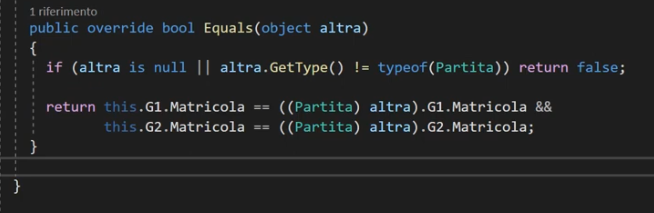 1 riferimento
public override bool Equals(object altra)
{
if (altra is null || altra.GetType() != typeof(Partita)) return false;
return this.G1.Matricola == ((Partita) altra).G1.Matricola &&
this.G2.Matricola == ((Partita) altra).G2.Matricola;
}
}